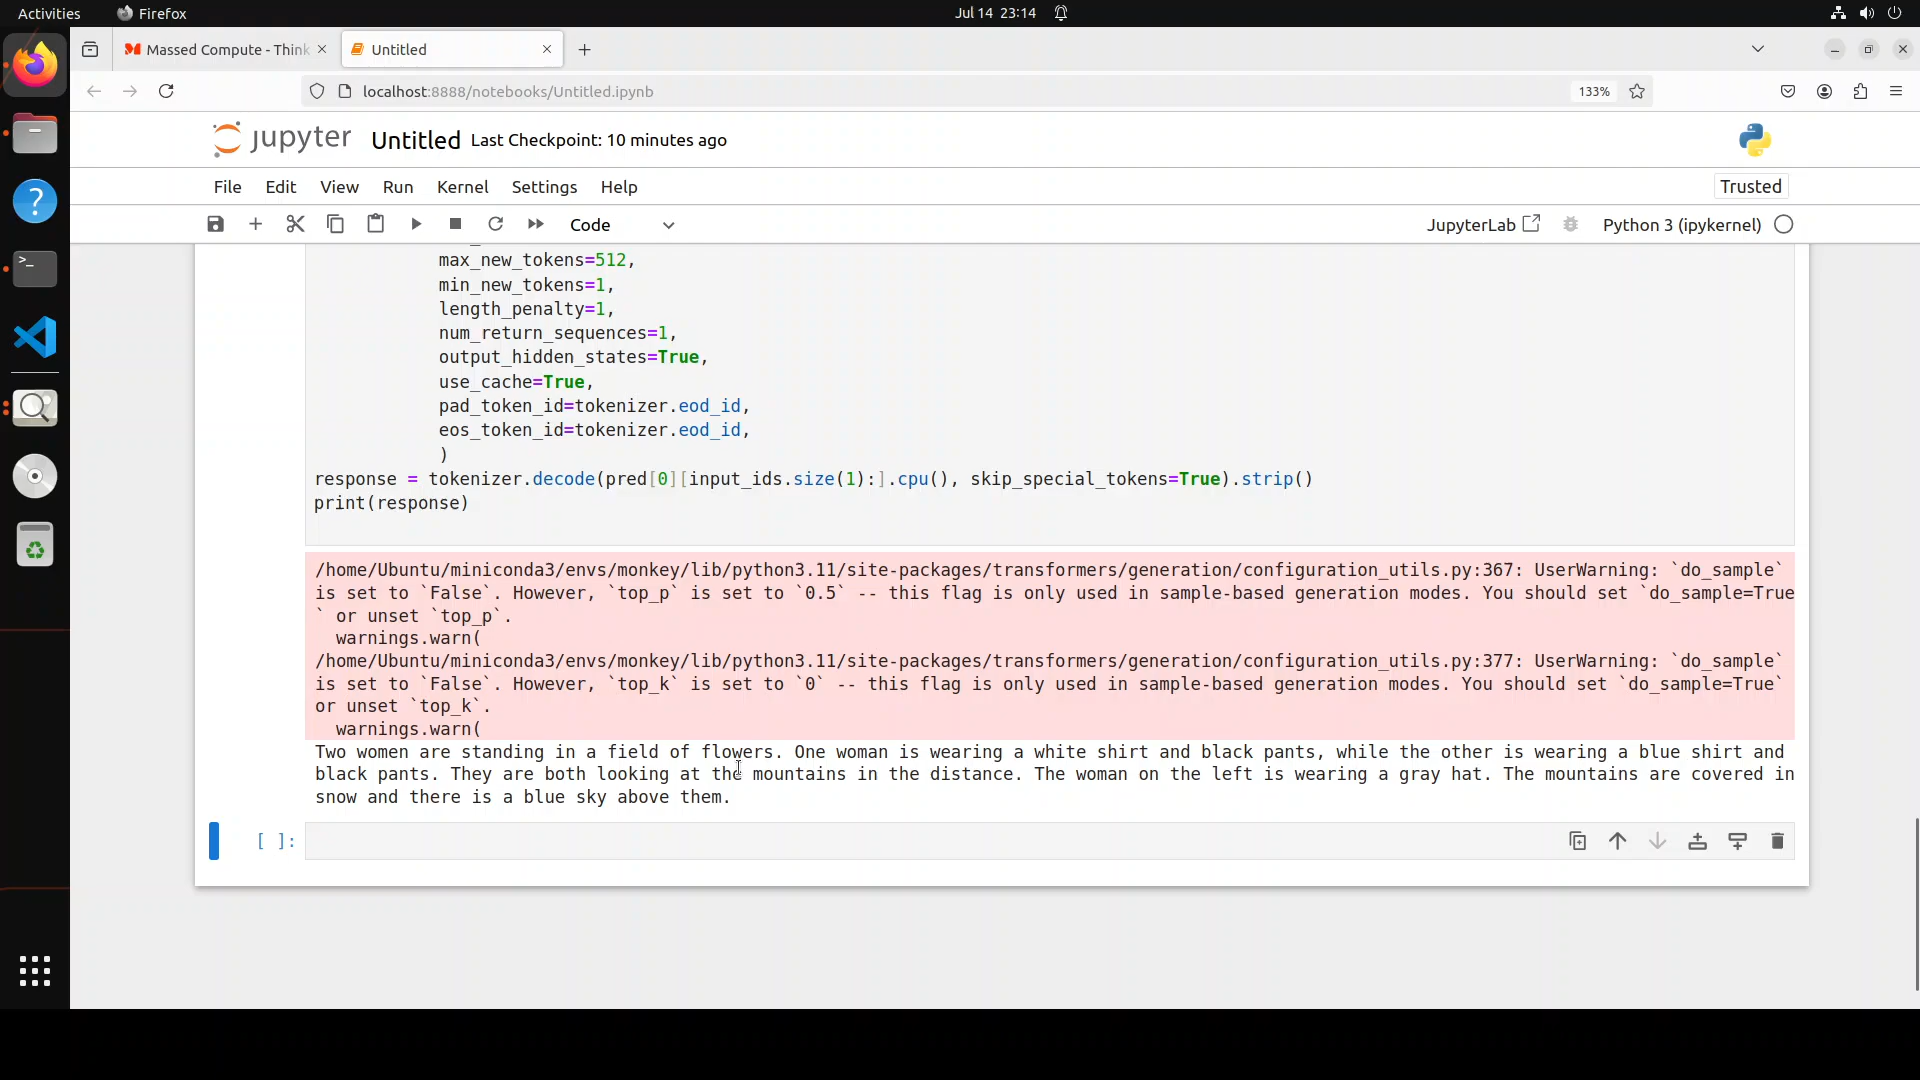 Activities Firefox Jul 14 23:14
Massed Compute - Think Untitled
localhost:8888/notebooks/Untitled.ipynb 133%
jupyter Untitled Last Checkpoint: 10 minutes ago
File Edit View Run Kernel Settings Help Trusted
Code JupyterLab Python 3 (ipykernel)
max_new_tokens=512,
min_new_tokens=1,
length_penalty=1,
num_return_sequences=1,
output_hidden_states=True,
use_cache=True,
pad_token_id=tokenizer.eod_id,
eos_token_id=tokenizer.eod_id,
)
response = tokenizer.decode(pred[0][input_ids.size(1):].cpu(), skip_special_tokens=True).strip()
print(response)
/home/Ubuntu/miniconda3/envs/monkey/lib/python3.11/site-packages/transformers/generation/configuration_utils.py:367: UserWarning: `do_sample`
is set to `False`. However, `top_p` is set to `0.5` -- this flag is only used in sample-based generation modes. You should set `do_sample=True
` or unset `top_p`.
warnings.warn(
/home/Ubuntu/miniconda3/envs/monkey/lib/python3.11/site-packages/transformers/generation/configuration_utils.py:377: UserWarning: `do_sample`
is set to `False`. However, `top_k` is set to `0` -- this flag is only used in sample-based generation modes. You should set `do_sample=True`
or unset `top_k`.
warnings.warn(
Two women are standing in a field of flowers. One woman is wearing a white shirt and black pants, while the other is wearing a blue shirt and
black pants. They are both looking at the mountains in the distance. The woman on the left is wearing a gray hat. The mountains are covered in
snow and there is a blue sky above them.
[ ]: